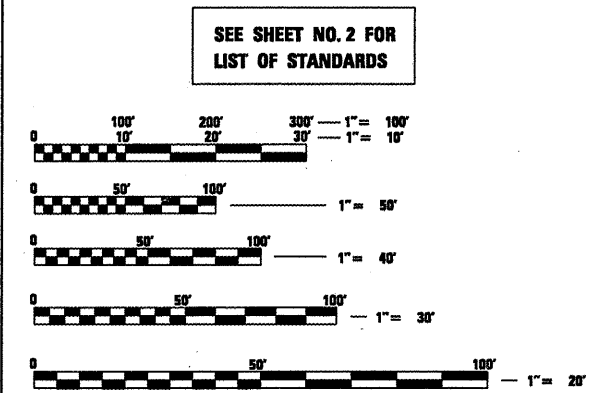 SEE SHEET NO. 2 FOR
LIST OF STANDARDS
100' 200' 300' 1"= 100'
0 10' 20' 30' 1"= 10'
0 50' 100'
1"= 50'
0 50' 100'
1"= 40'
0 50' 100'
1"= 30'
0 50' 100'
1"= 20'